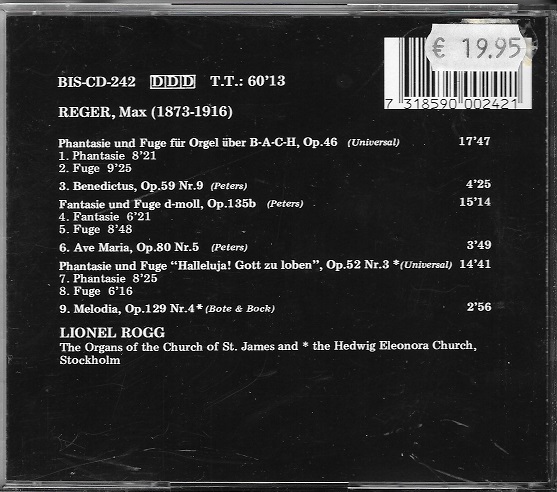 € 19.95
BIS-CD-242 DDD T.T.: 60'13
7 318590 002421
REGER, Max (1873-1916)
Phantasie und Fuge für Orgel über B-A-C-H, Op.46 (Universal) 17'47
1. Phantasie 8'21
2. Fuge 9'25
3. Benedictus, Op.59 Nr.9 (Peters) 4'25
Fantasie und Fuge d-moll, Op.135b (Peters) 15'14
4. Fantasie 6'21
5. Fuge 8'48
6. Ave Maria, Op.80 Nr.5 (Peters) 3'49
Phantasie und Fuge "Halleluja! Gott zu loben", Op.52 Nr.3 *(Universal) 14'41
7. Phantasie 8'25
8. Fuge 6'16
9. Melodia, Op.129 Nr.4* (Bote & Bock) 2'56
LIONEL ROGG
The Organs of the Church of St. James and * the Hedwig Eleonora Church,
Stockholm